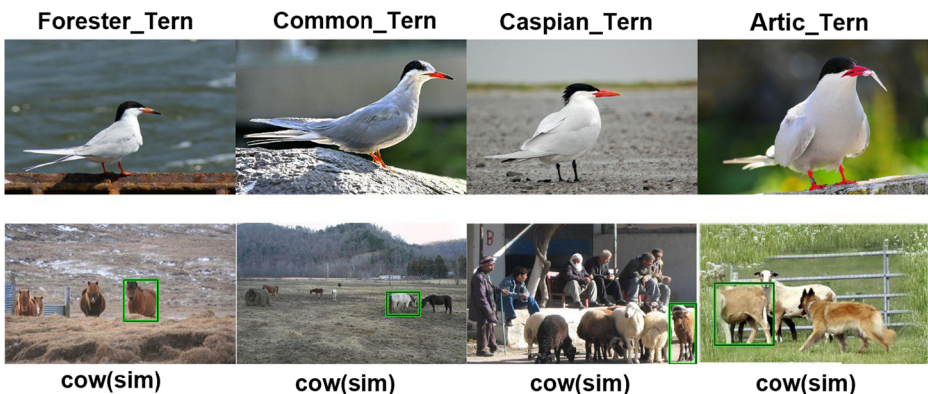 Forester_Tern
Common_Tern
Caspian_Tern
Artic_Tern
B
cow(sim)
cow(sim)
cow(sim)
cow(sim)